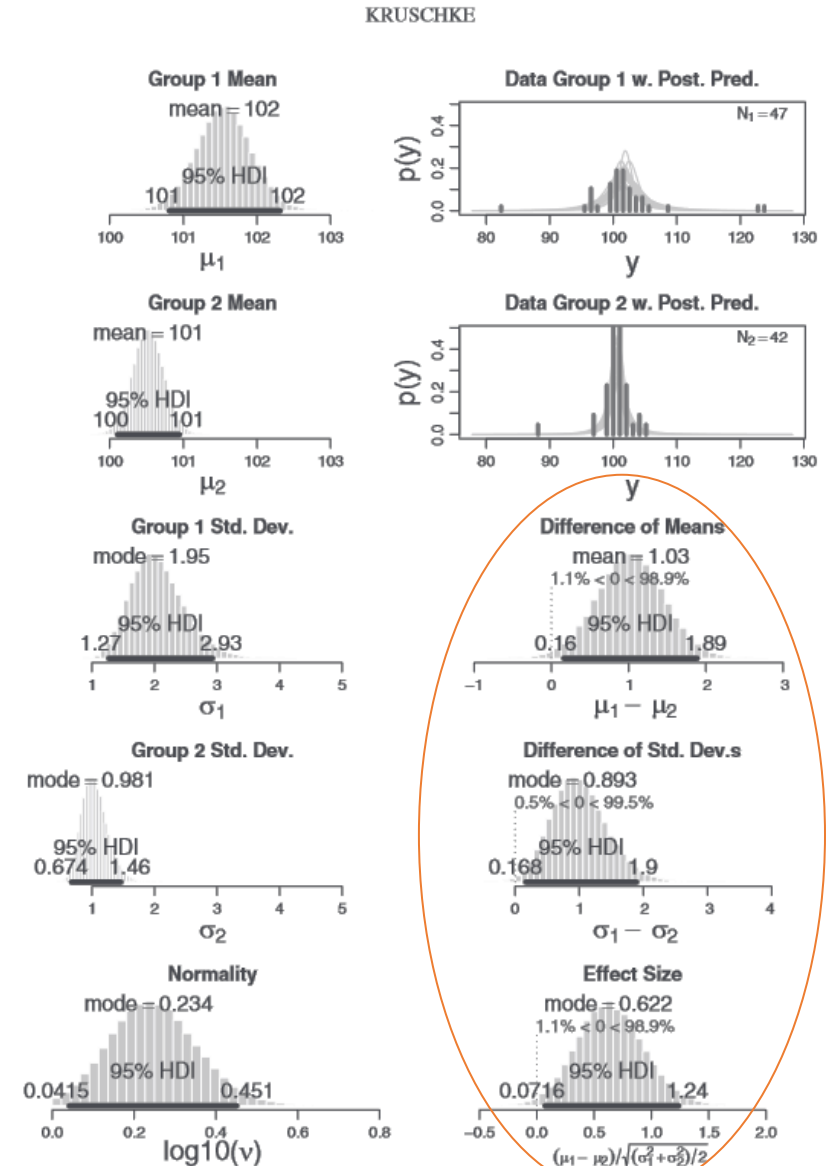 KRUSCHKE
Group 1 Mean
mean = 102
95% HDI
101 102
100 101 102 103
μ1
Data Group 1 w. Post. Pred.
N1=47
p(y)
0.0 0.2 0.4
80 90 100 110 120 130
y
Group 2 Mean
mean = 101
95% HDI
100 101
100 101 102 103
μ2
Data Group 2 w. Post. Pred.
N2=42
p(y)
0.0 0.2 0.4
80 90 100 110 120 130
y
Group 1 Std. Dev.
mode = 1.95
95% HDI
1.27 2.93
1 2 3 4 5
σ1
Difference of Means
mean = 1.03
1.1% < 0 < 98.9%
95% HDI
0.16 1.89
−1 0 1 2 3
μ1 − μ2
Group 2 Std. Dev.
mode = 0.981
95% HDI
0.674 1.46
1 2 3 4 5
σ2
Difference of Std. Dev.s
mode = 0.893
0.5% < 0 < 99.5%
95% HDI
0.168 1.9
0 1 2 3 4
σ1 − σ2
Normality
mode = 0.234
95% HDI
0.0415 0.451
0.0 0.2 0.4 0.6 0.8
log10(ν)
Effect Size
mode = 0.622
1.1% < 0 < 98.9%
95% HDI
0.0716 1.24
−0.5 0.0 0.5 1.0 1.5 2.0
(μ1 − μ2)/√(σ1²+σ2²)/2